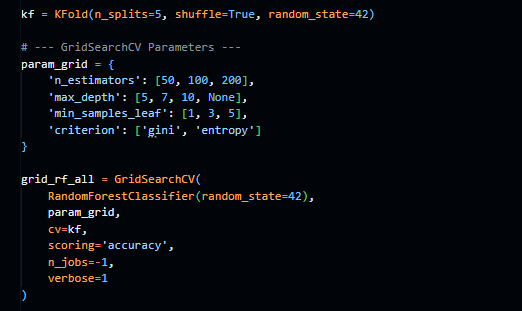 kf = KFold(n_splits=5, shuffle=True, random_state=42)
# --- GridSearchCV Parameters ---
param_grid = {
    'n_estimators': [50, 100, 200],
    'max_depth': [5, 7, 10, None],
    'min_samples_leaf': [1, 3, 5],
    'criterion': ['gini', 'entropy']
}
grid_rf_all = GridSearchCV(
    RandomForestClassifier(random_state=42),
    param_grid,
    cv=kf,
    scoring='accuracy',
    n_jobs=-1,
    verbose=1
)